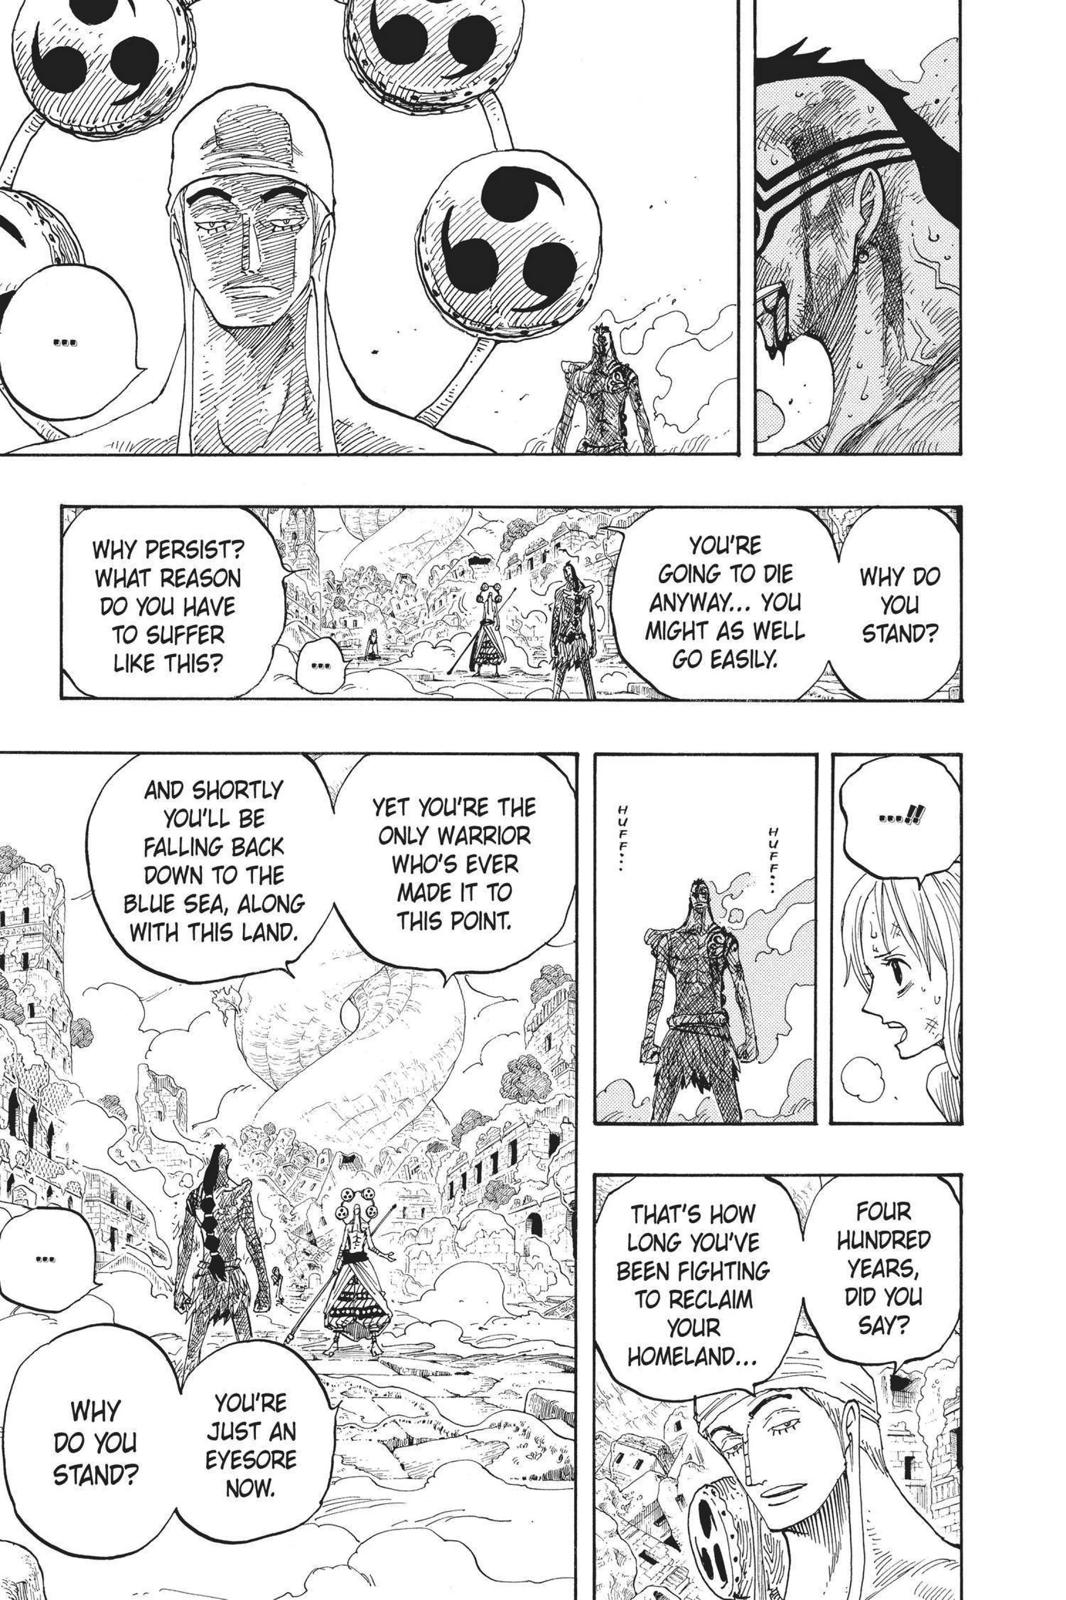 ...
WHY DO
YOU
STAND?
YOU'RE
GOING TO DIE
ANYWAY... YOU
MIGHT AS WELL
GO EASILY.
...
WHY PERSIST?
WHAT REASON
DO YOU HAVE
TO SUFFER
LIKE THIS?
...!!
HUFF...
HUFF...
YET YOU'RE THE
ONLY WARRIOR
WHO'S EVER
MADE IT TO
THIS POINT.
AND SHORTLY
YOU'LL BE
FALLING BACK
DOWN TO THE
BLUE SEA, ALONG
WITH THIS LAND.
...
YOU'RE
JUST AN
EYESORE
NOW.
WHY
DO YOU
STAND?
FOUR
HUNDRED
YEARS,
DID YOU
SAY?
THAT'S HOW
LONG YOU'VE
BEEN FIGHTING
TO RECLAIM
YOUR
HOMELAND...